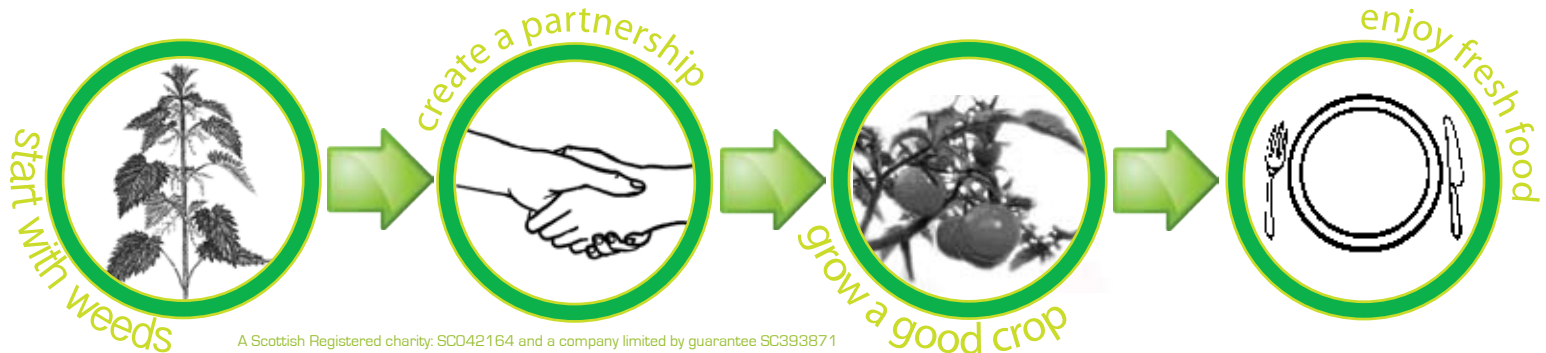 start with weeds
create a partnership
grow a good crop
enjoy fresh food
A Scottish Registered charity: SC042164 and a company limited by guarantee SC393871